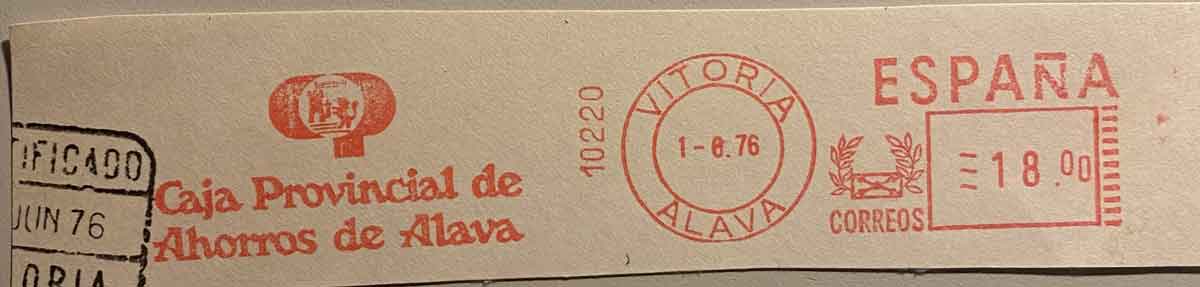 IFICADO
JUN 76
ORIA
Caja Provincial de
Ahorros de Alava
10220
VITORIA
1-6.76
ALAVA
ESPAÑA
CORREOS
18.00